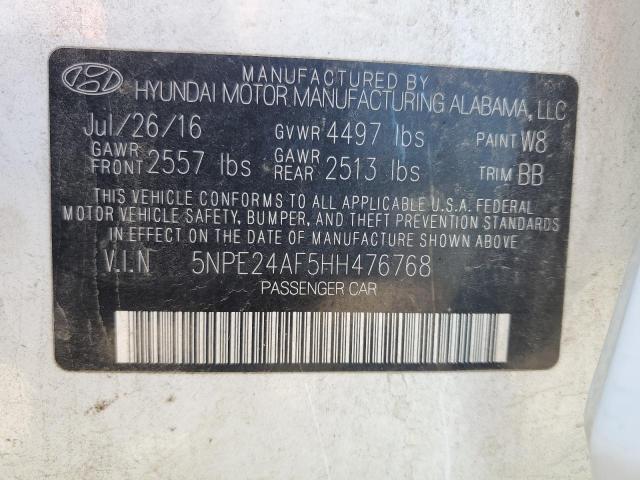 MANUFACTURED BY
HYUNDAI MOTOR MANUFACTURING ALABAMA, LLC
Jul/26/16 GVWR 4497 lbs PAINT W8
GAWR FRONT 2557 lbs GAWR REAR 2513 lbs TRIM BB
THIS VEHICLE CONFORMS TO ALL APPLICABLE U.S.A. FEDERAL
MOTOR VEHICLE SAFETY, BUMPER, AND THEFT PREVENTION STANDARDS
IN EFFECT ON THE DATE OF MANUFACTURE SHOWN ABOVE.
V.I.N 5NPE24AF5HH476768
PASSENGER CAR